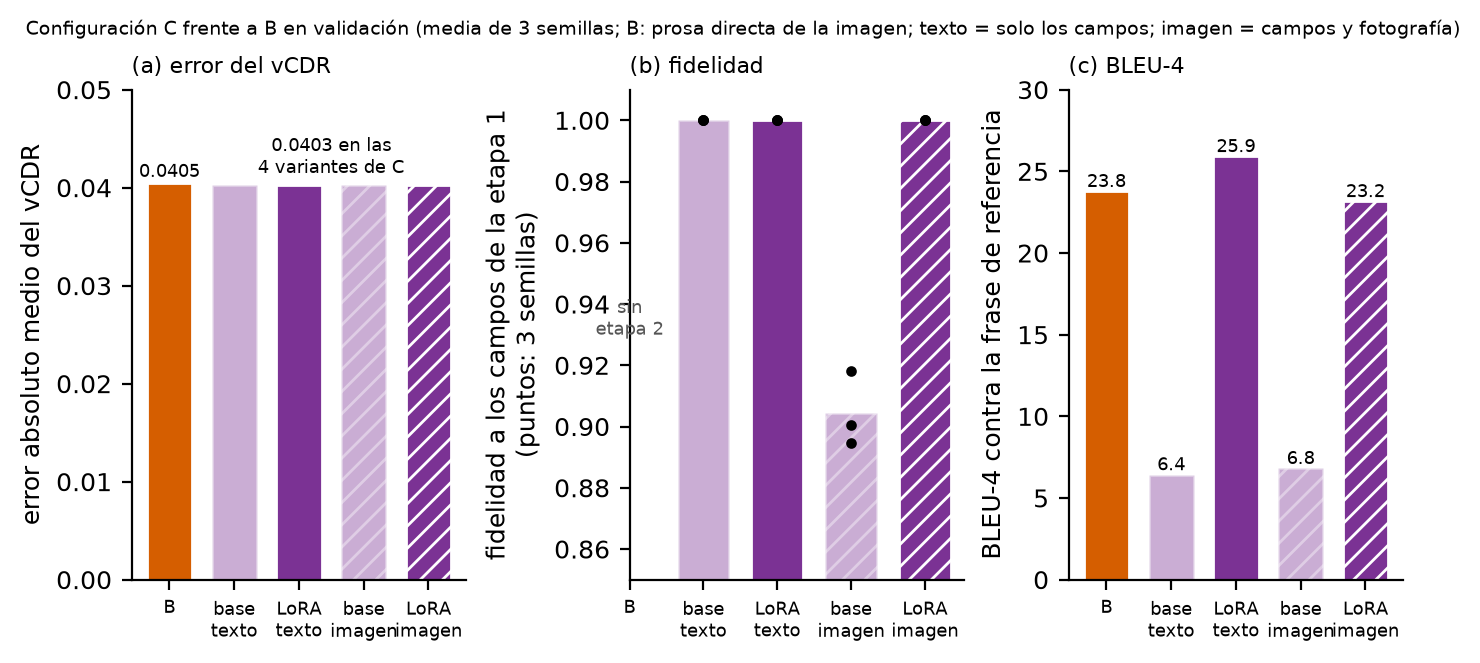 Configuración C frente a B en validación (media de 3 semillas; B: prosa directa de la imagen; texto = solo los campos; imagen = campos y fotografía)
(a) error del vCDR
error absoluto medio del vCDR
0.05
0.04
0.03
0.02
0.01
0.00
0.0405
0.0403 en las
4 variantes de C
B
base
texto
LoRA
texto
base
imagen
LoRA
imagen
(b) fidelidad
fidelidad a los campos de la etapa 1
(puntos: 3 semillas)
1.00
0.98
0.96
0.94
0.92
0.90
0.88
0.86
sin
etapa 2
B
base
texto
LoRA
texto
base
imagen
LoRA
imagen
(c) BLEU-4
BLEU-4 contra la frase de referencia
30
25
20
15
10
5
0
23.8
6.4
25.9
6.8
23.2
B
base
texto
LoRA
texto
base
imagen
LoRA
imagen